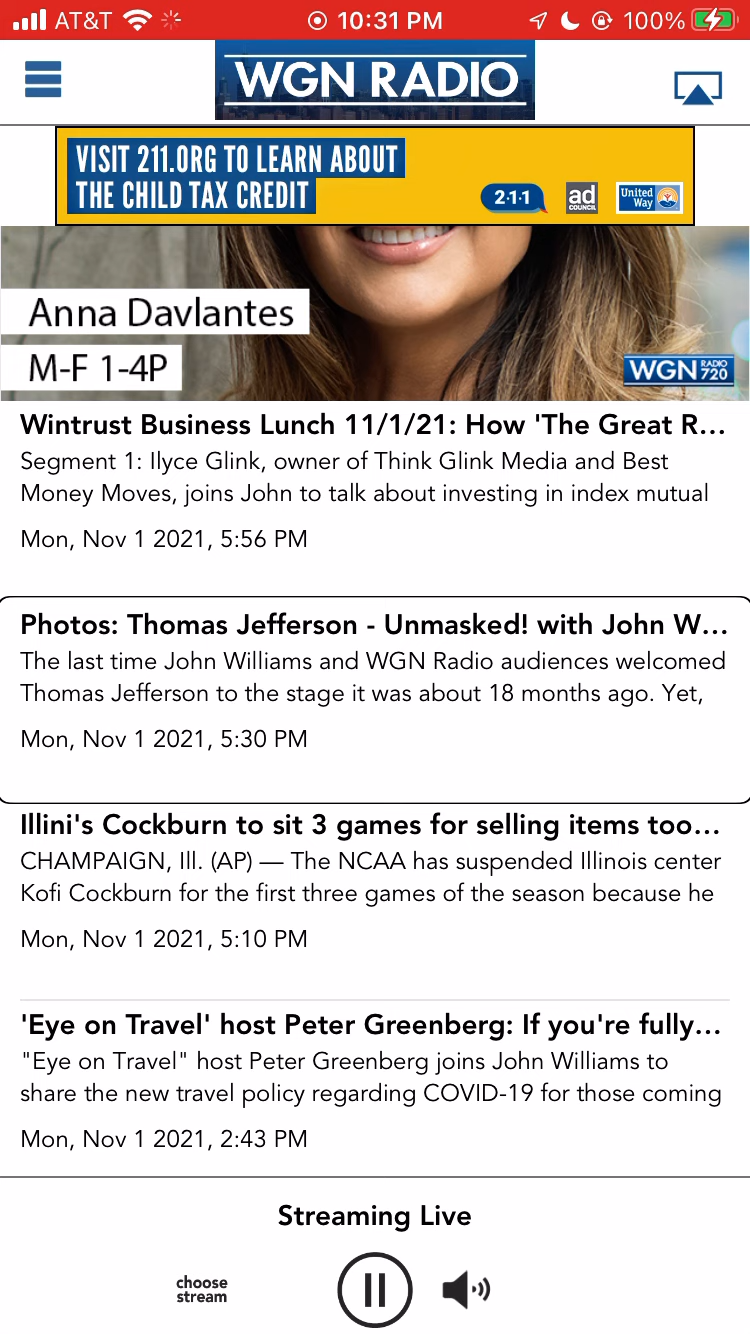 AT&T 10:31 PM 100%
WGN RADIO
VISIT 211.ORG TO LEARN ABOUT
THE CHILD TAX CREDIT
2·1·1 ad COUNCIL United Way
Anna Davlantes
M-F 1-4P
WGN RADIO 720
Wintrust Business Lunch 11/1/21: How 'The Great R...
Segment 1: Ilyce Glink, owner of Think Glink Media and Best
Money Moves, joins John to talk about investing in index mutual
Mon, Nov 1 2021, 5:56 PM
Photos: Thomas Jefferson - Unmasked! with John W...
The last time John Williams and WGN Radio audiences welcomed
Thomas Jefferson to the stage it was about 18 months ago. Yet,
Mon, Nov 1 2021, 5:30 PM
Illini's Cockburn to sit 3 games for selling items too...
CHAMPAIGN, Ill. (AP) — The NCAA has suspended Illinois center
Kofi Cockburn for the first three games of the season because he
Mon, Nov 1 2021, 5:10 PM
'Eye on Travel' host Peter Greenberg: If you're fully...
"Eye on Travel" host Peter Greenberg joins John Williams to
share the new travel policy regarding COVID-19 for those coming
Mon, Nov 1 2021, 2:43 PM
Streaming Live
choose
stream